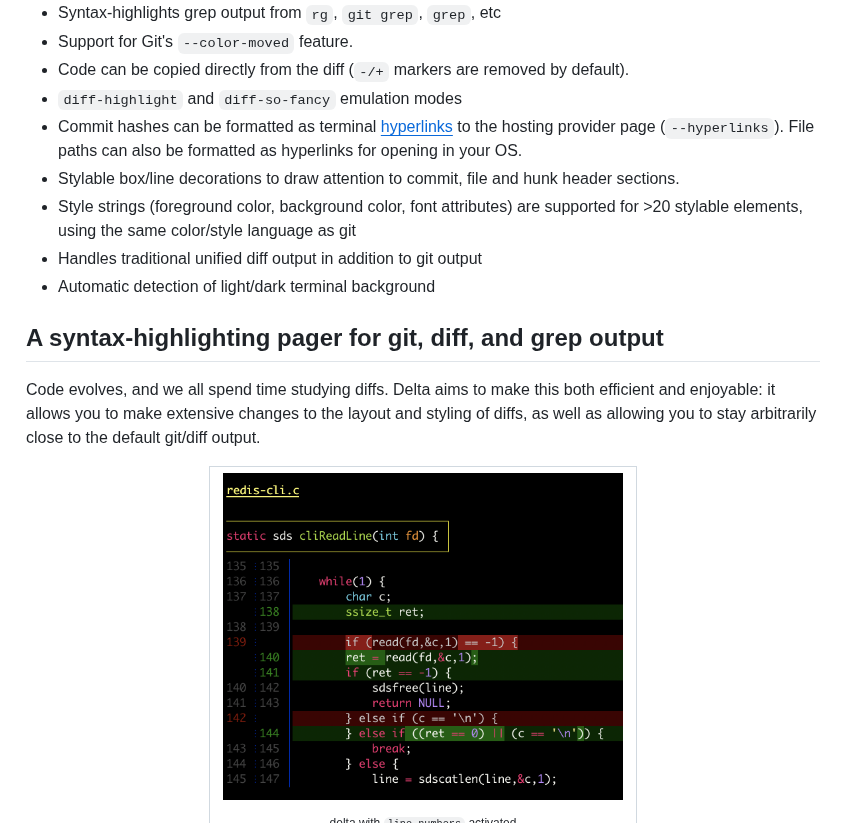 Syntax-highlights grep output from rg, git grep, grep, etc
Support for Git's --color-moved feature.
Code can be copied directly from the diff (-/+ markers are removed by default).
diff-highlight and diff-so-fancy emulation modes
Commit hashes can be formatted as terminal hyperlinks to the hosting provider page (--hyperlinks). File
paths can also be formatted as hyperlinks for opening in your OS.
Stylable box/line decorations to draw attention to commit, file and hunk header sections.
Style strings (foreground color, background color, font attributes) are supported for >20 stylable elements,
using the same color/style language as git
Handles traditional unified diff output in addition to git output
Automatic detection of light/dark terminal background
A syntax-highlighting pager for git, diff, and grep output
Code evolves, and we all spend time studying diffs. Delta aims to make this both efficient and enjoyable: it
allows you to make extensive changes to the layout and styling of diffs, as well as allowing you to stay arbitrarily
close to the default git/diff output.
redis-cli.c
static sds cliReadLine(int fd) {
135 135
136 136 while(1) {
137 137 char c;
138 ssize_t ret;
138 139
139 if (read(fd,&c,1) == -1) {
140 ret = read(fd,&c,1);
141 if (ret == -1) {
140 142 sdsfree(line);
141 143 return NULL;
142 } else if (c == '\n') {
144 } else if ((ret == 0) || (c == '\n')) {
143 145 break;
144 146 } else {
145 147 line = sdscatlen(line,&c,1);
delta with line-numbers activated